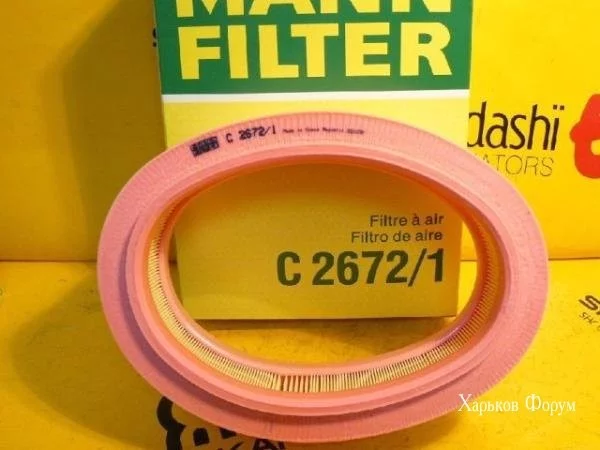 MANN
FILTER
C 2672/1
dashi
ATORS
Filtre à air
Filtro de aire
C 2672/1
Харьков Форум